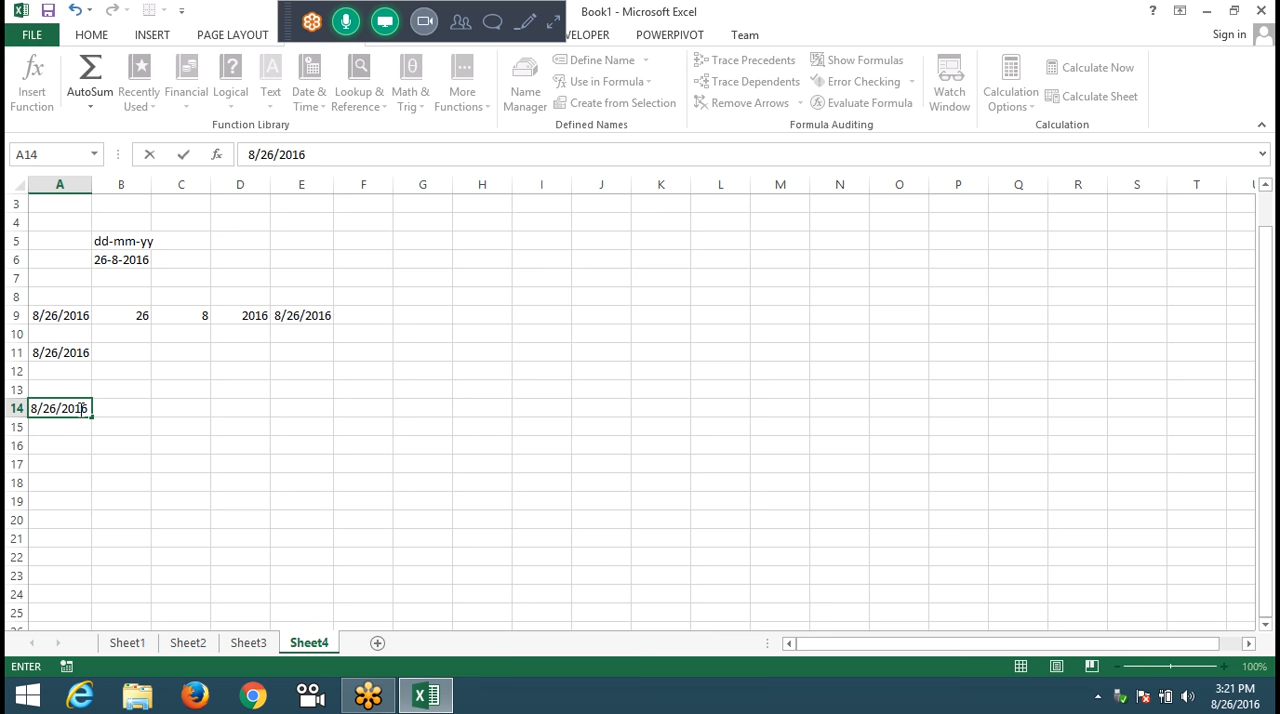 Book1 - Microsoft Excel
?
FILE
HOME
INSERT
PAGE LAYOUT
POWERPIVOT
Team
Sign in
Insert Function
AutoSum
Recently Used
Financial
Logical
Text
Date & Time
Lookup & Reference
Math & Trig
More Functions
Function Library
Name Manager
Define Name
Use in Formula
Create from Selection
Defined Names
Trace Precedents
Trace Dependents
Remove Arrows
Show Formulas
Error Checking
Evaluate Formula
Formula Auditing
Watch Window
Calculation Options
Calculate Now
Calculate Sheet
Calculation
A14
fx
8/26/2016
A B C D E F G H I J K L M N O P Q R S T
3
4
5 dd-mm-yy
6 26-8-2016
7
8
9 8/26/2016 26 8 2016 8/26/2016
10
11 8/26/2016
12
13
14 8/26/2016
15
16
17
18
19
20
21
22
23
24
25
Sheet1 Sheet2 Sheet3 Sheet4
ENTER
100%
3:21 PM
8/26/2016